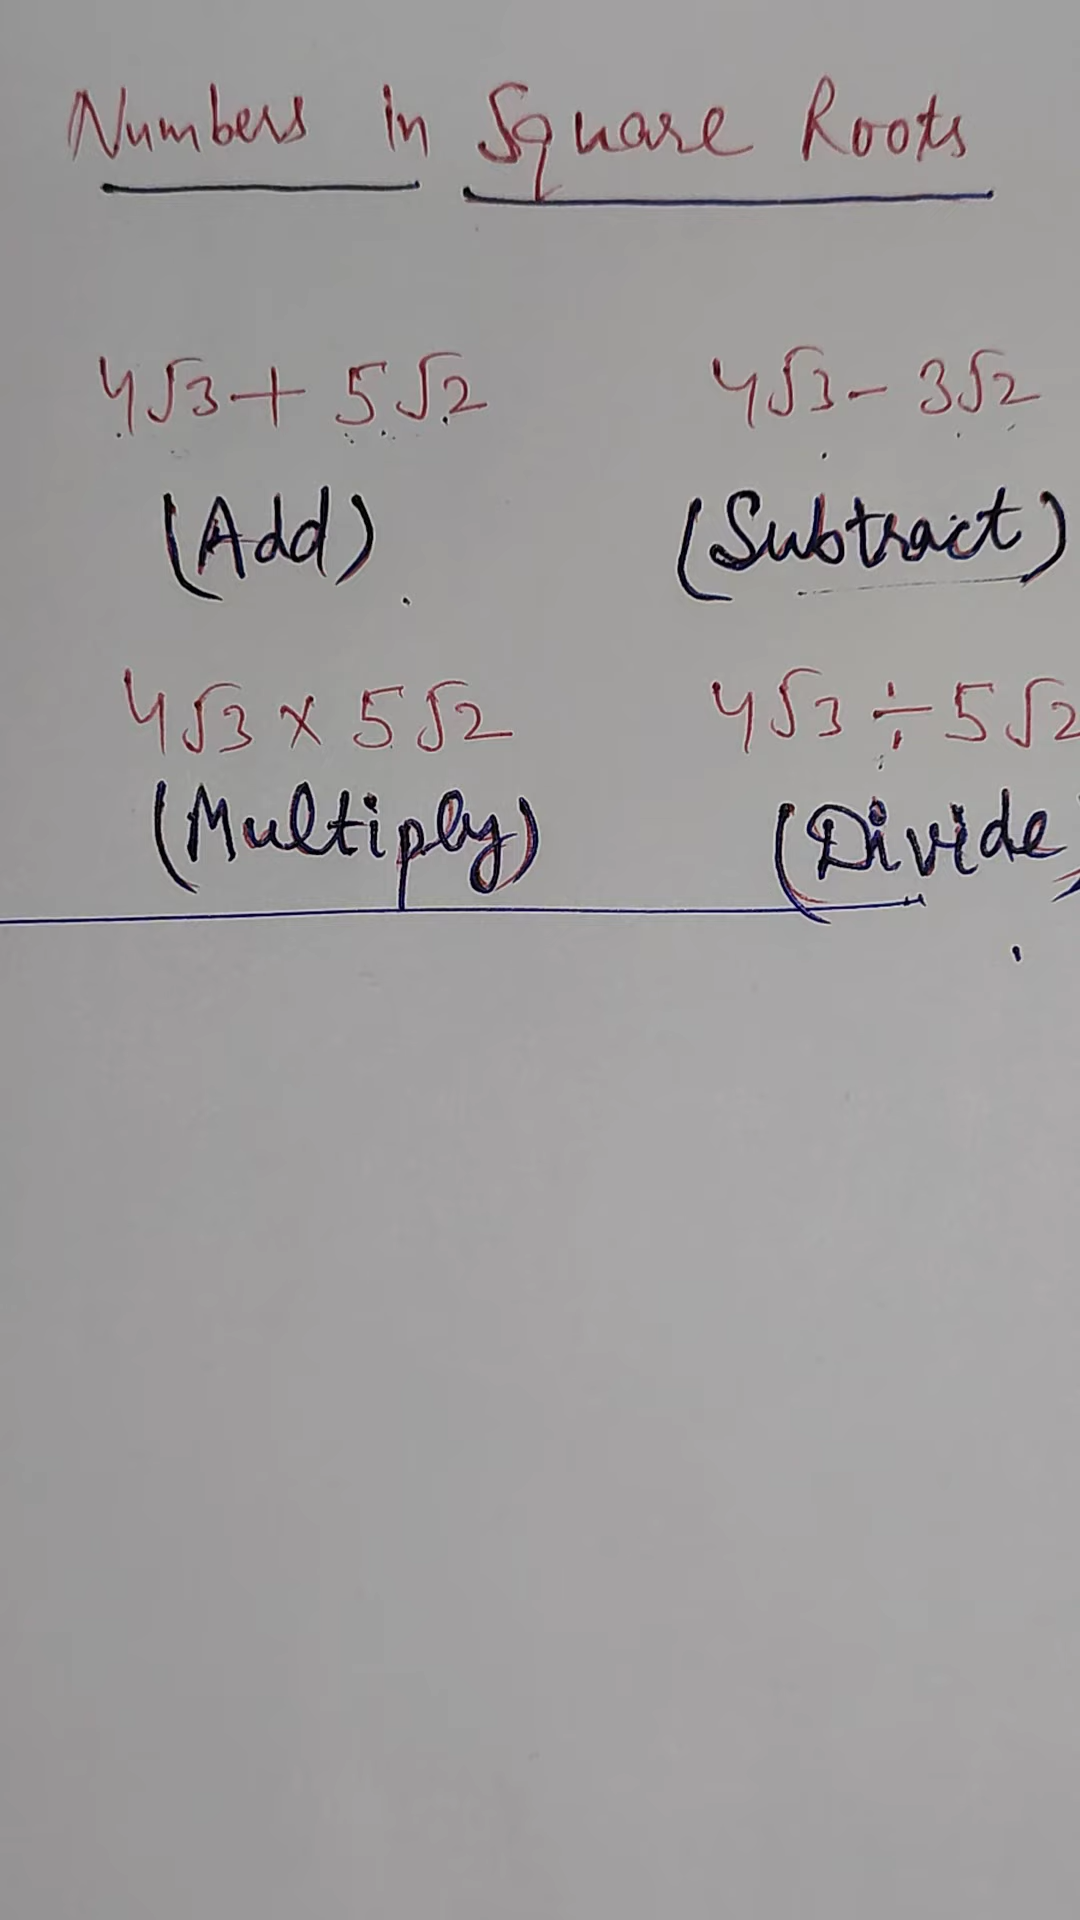 Numbers in Square Roots
4√3 + 5√2 4√3 - 3√2
(Add) (Subtract)
4√3 × 5√2 4√3 ÷ 5√2
(Multiply) (Divide)